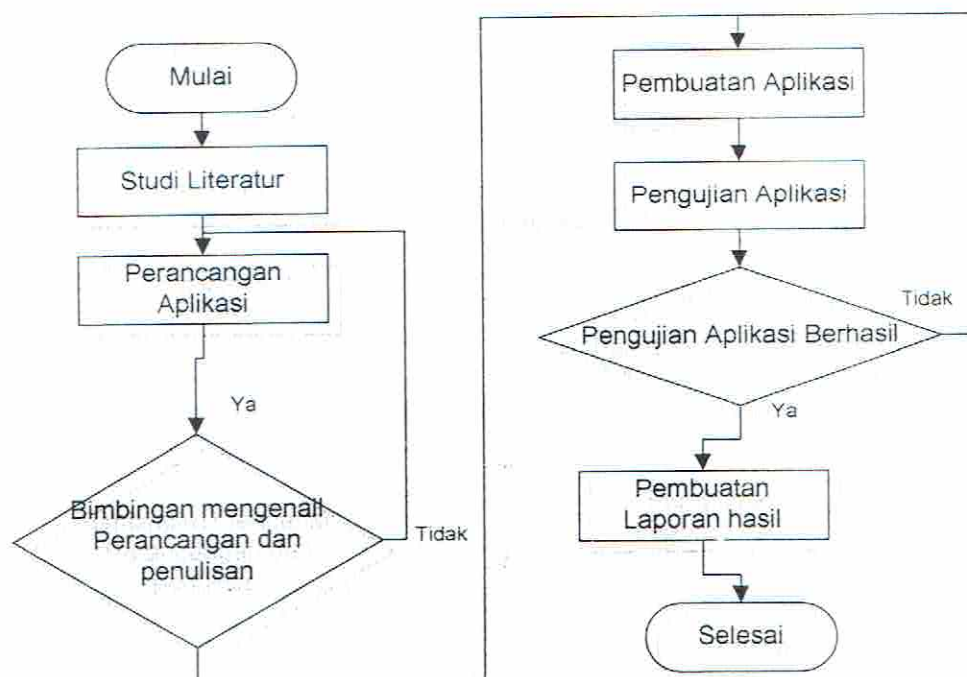 Mulai
Studi Literatur
Perancangan
Aplikasi
Ya
Bimbingan mengenail
Perancangan dan
penulisan
Tidak
Pembuatan Aplikasi
Pengujian Aplikasi
Pengujian Aplikasi Berhasil
Tidak
Ya
Pembuatan
Laporan hasil
Selesai